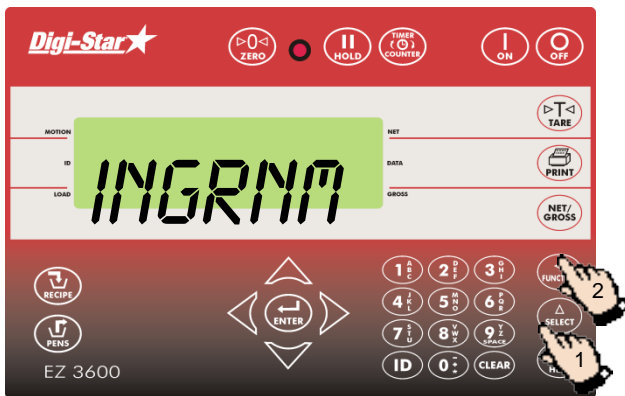 Digi-Star
0 ZERO
HOLD
TIMER COUNTER
ON
OFF
T TARE
MOTION
NET
ID
DATA
PRINT
INGRNM
LOAD
GROSS
NET/ GROSS
RECIPE
1 A B C
2 D E F
3 G H I
FUNCT
2
ENTER
4 J K L
5 M N O
6 P Q R
SELECT
PENS
7 S T U
8 V W X
9 Y Z SPACE
1
EZ 3600
ID
0 - + .
CLEAR